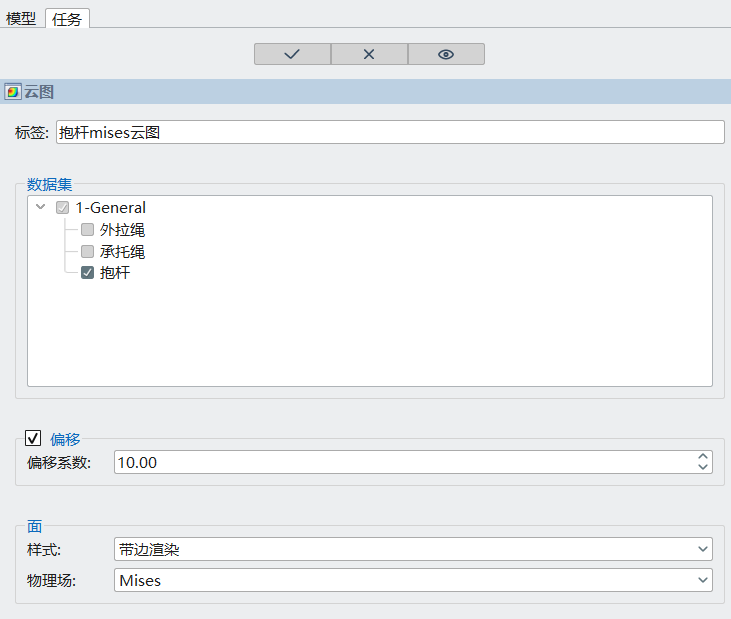 模型 任务
云图
标签: 抱杆mises云图
数据集
1-General
外拉绳
承托绳
抱杆
偏移
偏移系数: 10.00
面
样式: 带边渲染
物理场: Mises